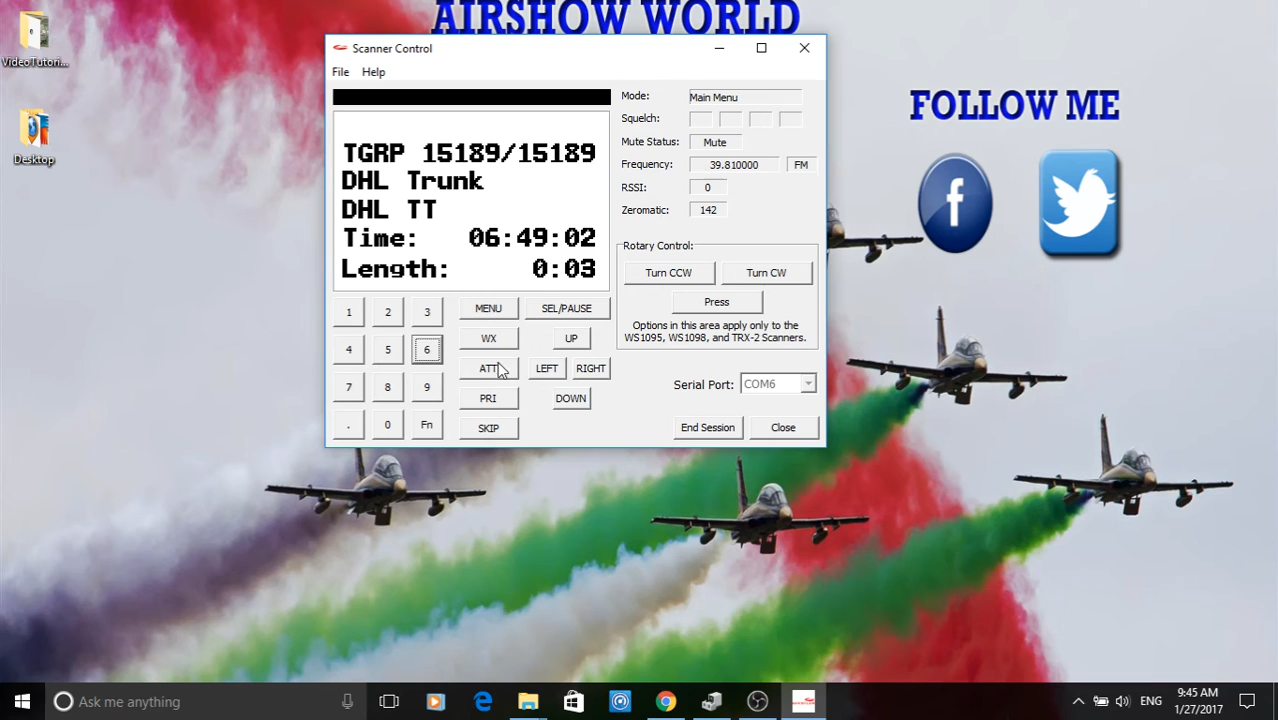 AIRSHOW WORLD
VideoTutori...
Desktop
FOLLOW ME
Scanner Control
File Help
TGRP 15189/15189
DHL Trunk
DHL TT
Time: 06:49:02
Length: 0:03
Mode: Main Menu
Squelch:
Mute Status: Mute
Frequency: 39.810000 FM
RSSI: 0
Zeromatic: 142
Rotary Control:
Turn CCW Turn CW
Press
Options in this area apply only to the
WS1095, WS1098, and TRX-2 Scanners.
Serial Port: COM6
End Session Close
1 2 3 MENU SEL/PAUSE
WX UP
4 5 6 ATT LEFT RIGHT
7 8 9 PRI DOWN
. 0 Fn SKIP
Ask me anything
ENG
9:45 AM
1/27/2017